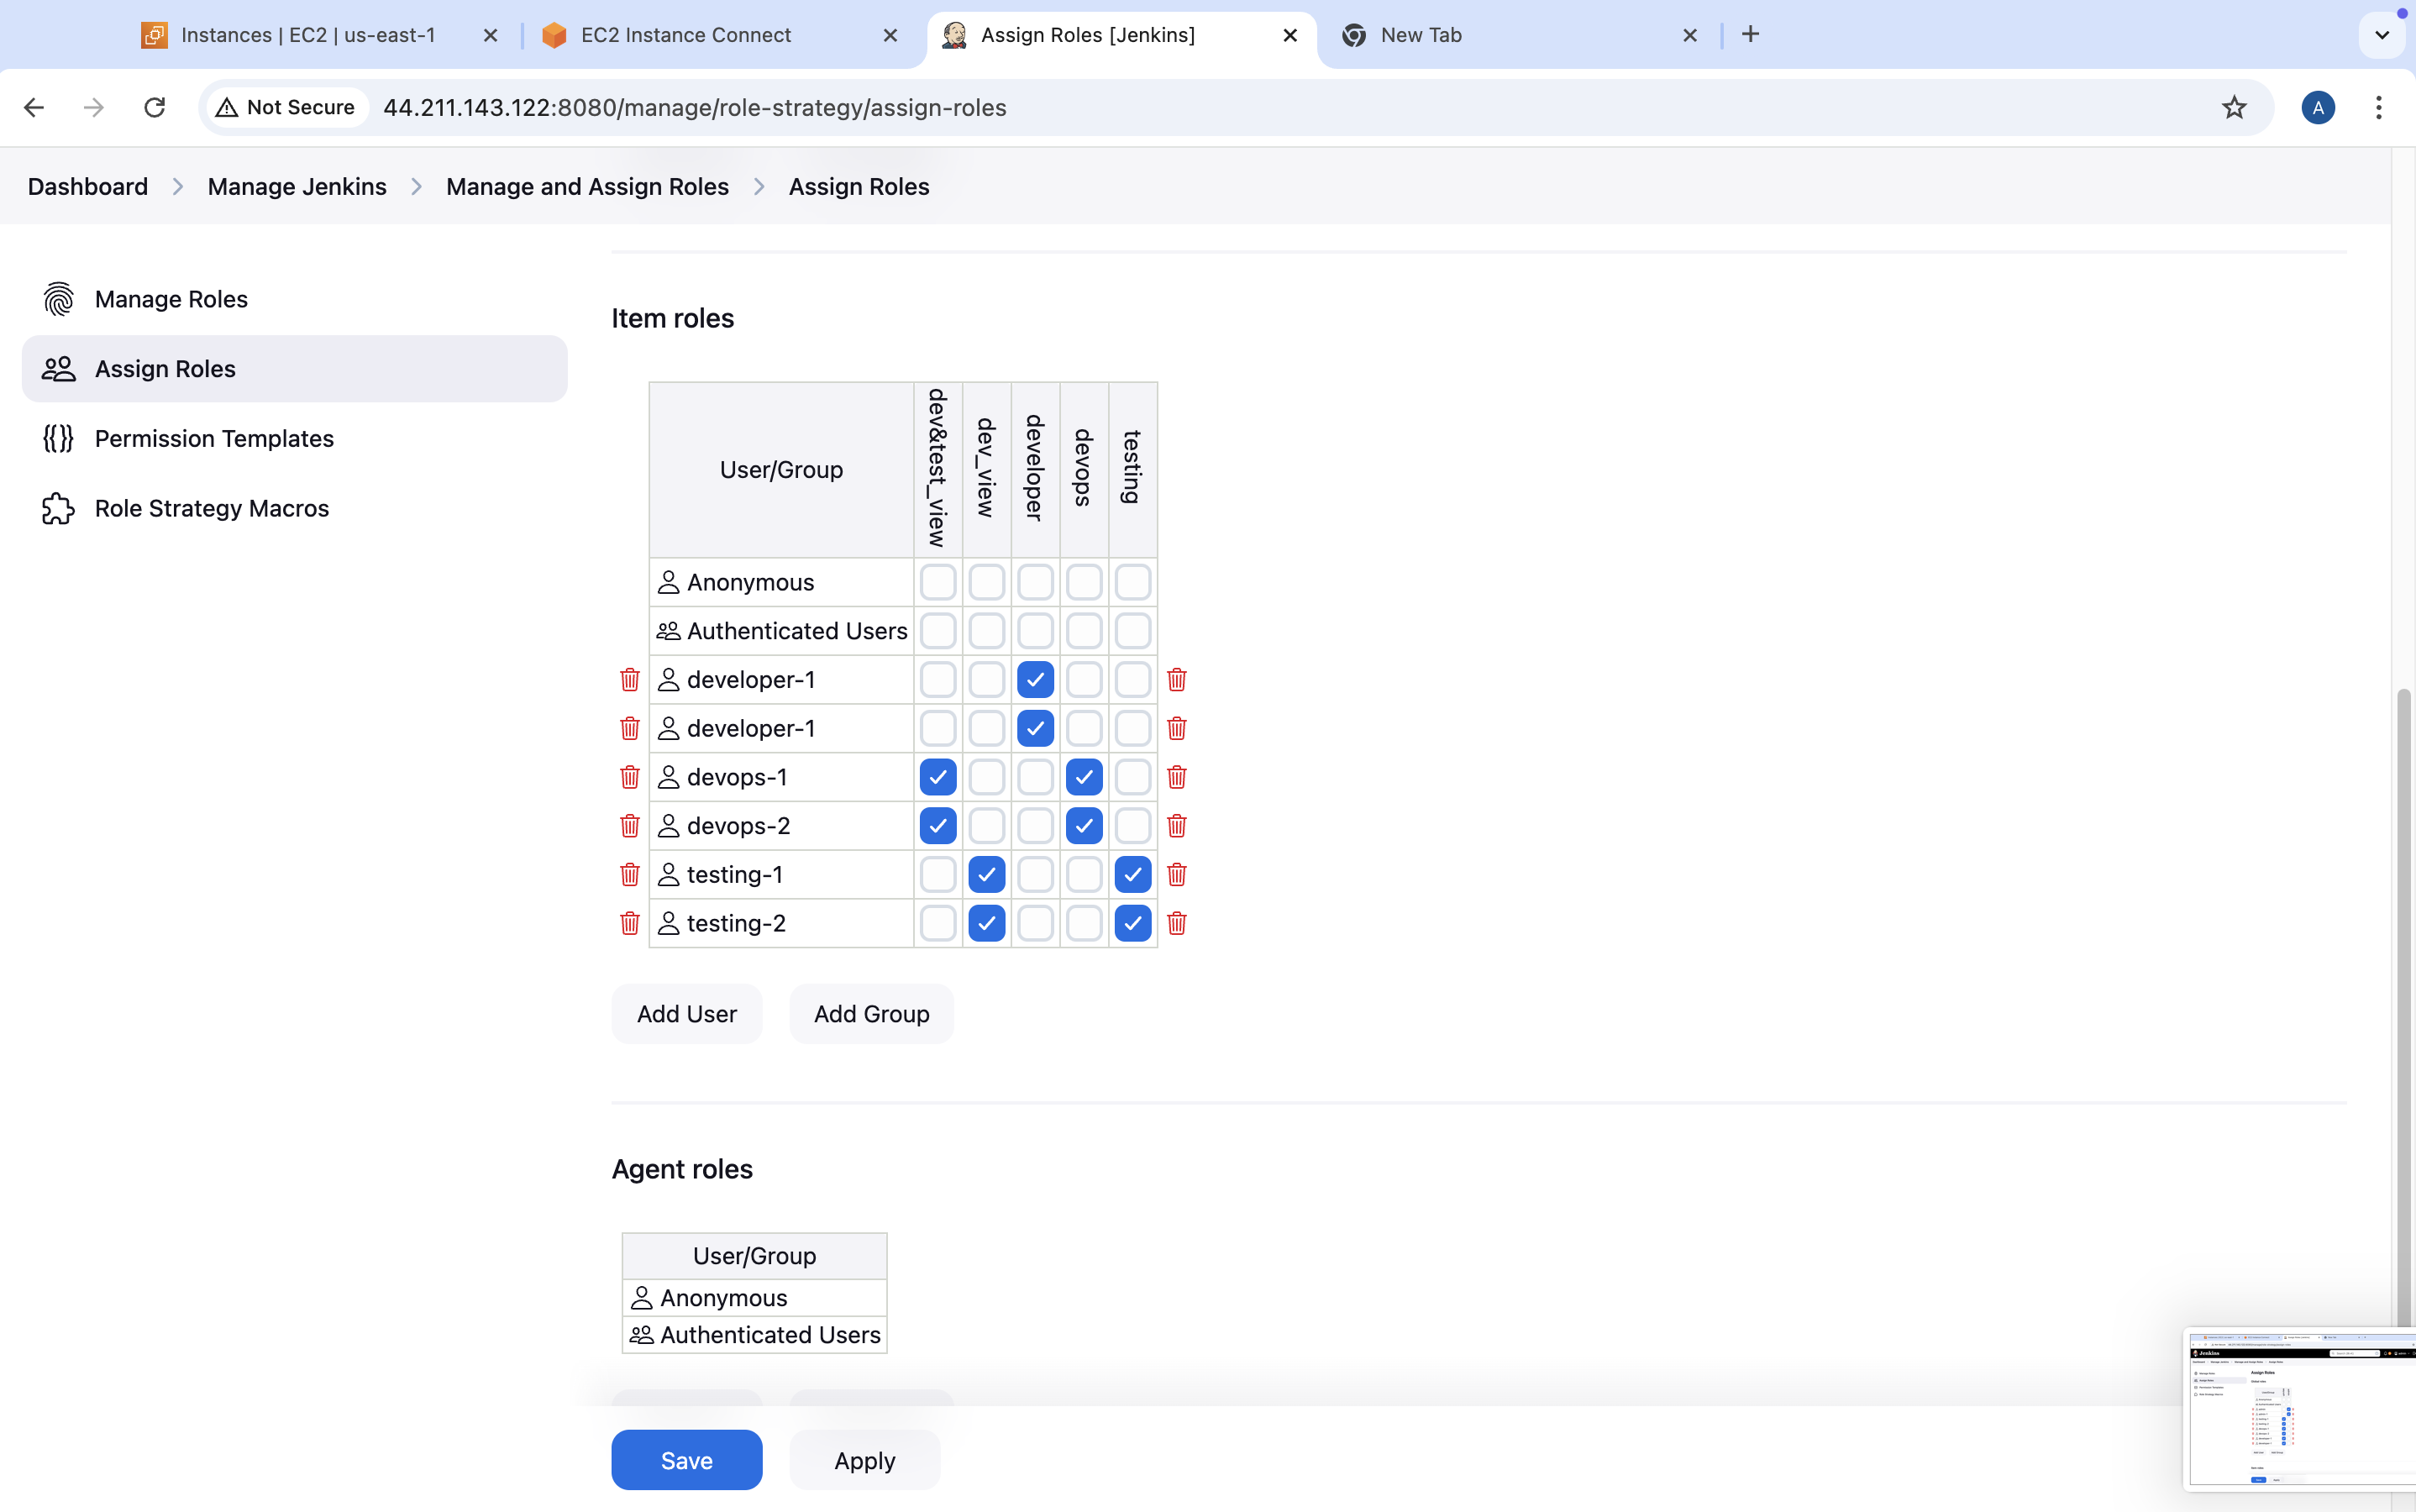 Instances | EC2 | us-east-1
EC2 Instance Connect
Assign Roles [Jenkins]
New Tab
Not Secure
44.211.143.122:8080/manage/role-strategy/assign-roles
A
Dashboard
Manage Jenkins
Manage and Assign Roles
Assign Roles
Manage Roles
Assign Roles
Permission Templates
Role Strategy Macros
Item roles
User/Group
dev&test_view
dev_view
developer
devops
testing
Anonymous
Authenticated Users
developer-1
developer-1
devops-1
devops-2
testing-1
testing-2
Add User
Add Group
Agent roles
User/Group
Anonymous
Authenticated Users
Save
Apply